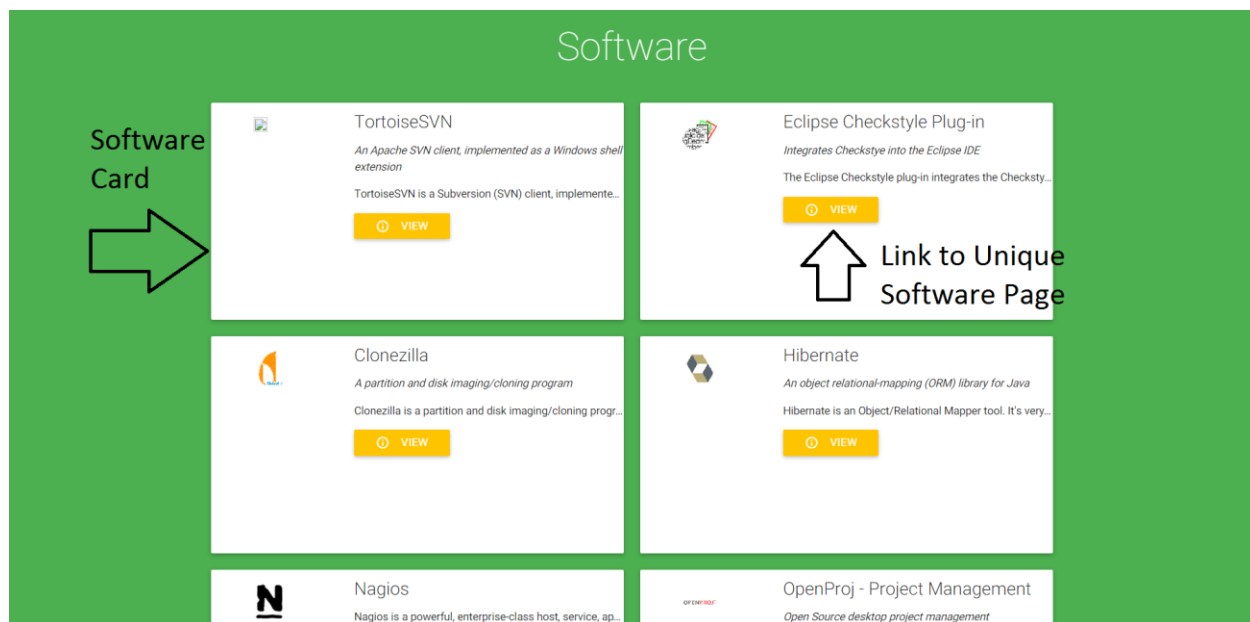 Software
Software
Card
TortoiseSVN
An Apache SVN client, implemented as a Windows shell
extension
TortoiseSVN is a Subversion (SVN) client, implemente...
VIEW
Eclipse Checkstyle Plug-in
Integrates Checkstye into the Eclipse IDE
The Eclipse Checkstyle plug-in integrates the Checksty...
VIEW
Link to Unique
Software Page
Clonezilla
A partition and disk imaging/cloning program
Clonezilla is a partition and disk imaging/cloning progr...
VIEW
Hibernate
An object relational-mapping (ORM) library for Java
Hibernate is an Object/Relational Mapper tool. It's very...
VIEW
N
Nagios
Nagios is a powerful, enterprise-class host, service, ap...
OPENPROJ
OpenProj - Project Management
Open Source desktop project management